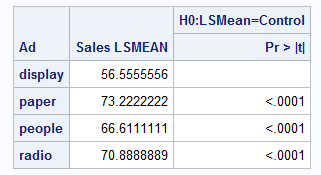 H0:LSMean=Control
Ad Sales LSMEAN Pr > |t|
display 56.5555556
paper 73.2222222 <.0001
people 66.6111111 <.0001
radio 70.8888889 <.0001